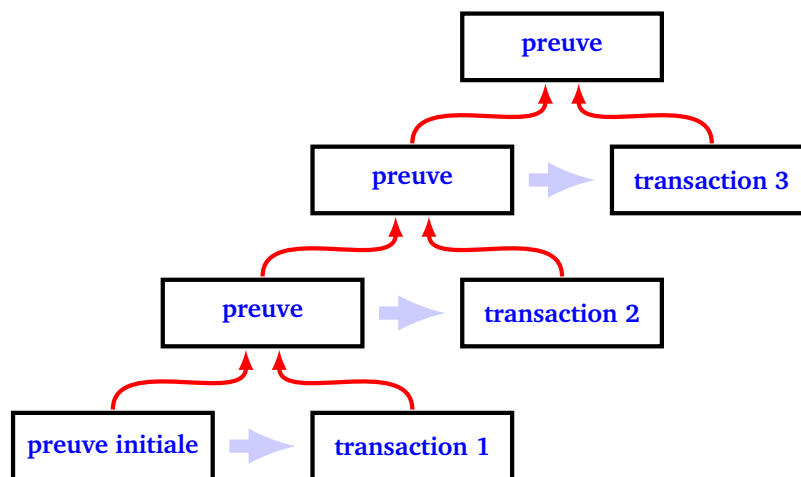 preuve
preuve
transaction 3
preuve
transaction 2
preuve initiale
transaction 1